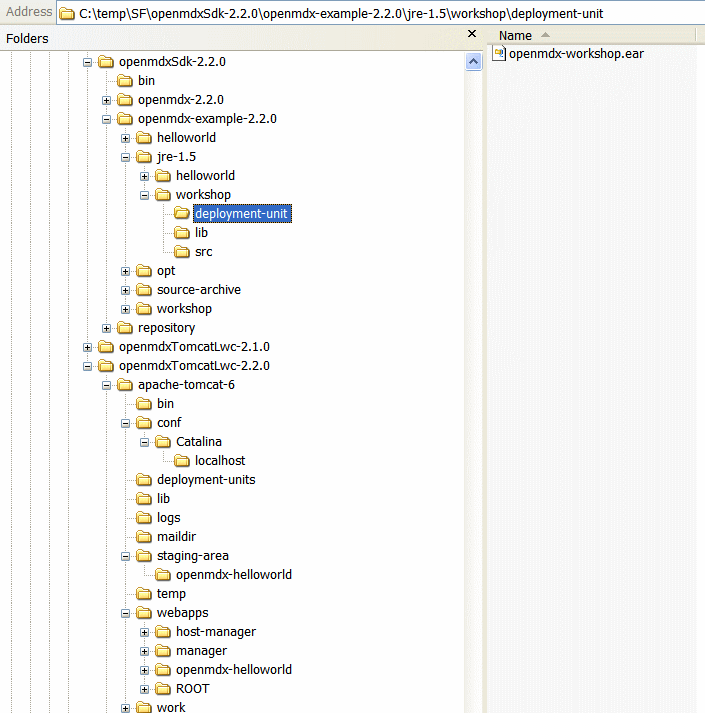 Address C:\temp\SF\openmdxSdk-2.2.0\openmdx-example-2.2.0\jre-1.5\workshop\deployment-unit
Folders
Name
openmdx-workshop.ear
openmdxSdk-2.2.0
bin
openmdx-2.2.0
openmdx-example-2.2.0
helloworld
jre-1.5
helloworld
workshop
deployment-unit
lib
src
opt
source-archive
workshop
repository
openmdxTomcatLwc-2.1.0
openmdxTomcatLwc-2.2.0
apache-tomcat-6
bin
conf
Catalina
localhost
deployment-units
lib
logs
maildir
staging-area
openmdx-helloworld
temp
webapps
host-manager
manager
openmdx-helloworld
ROOT
work